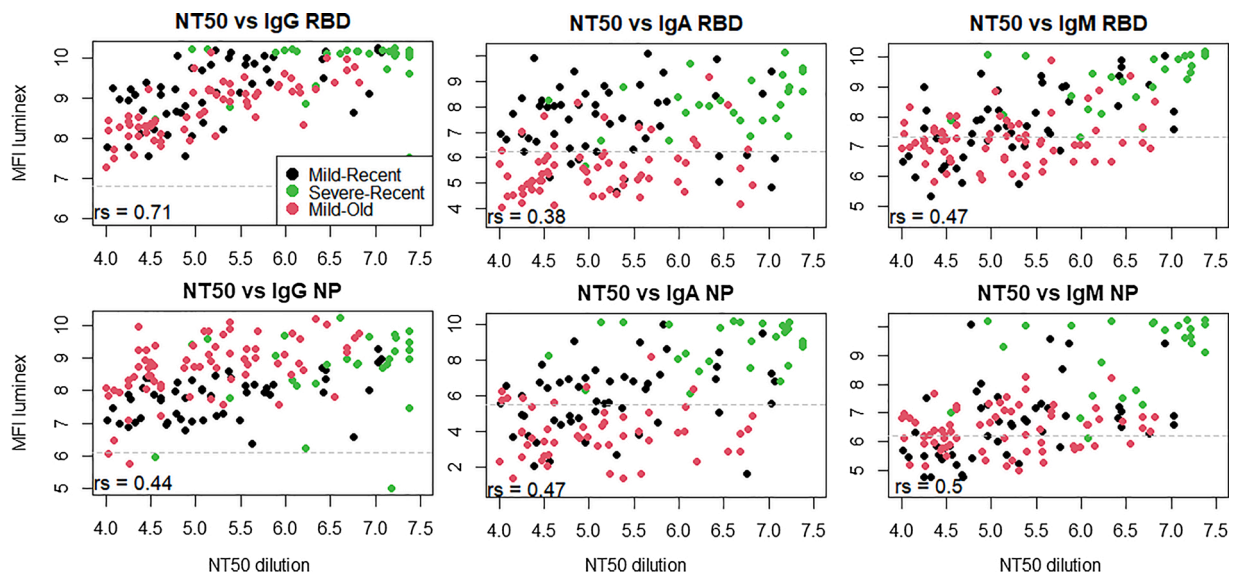 NT50 vs IgG RBD
NT50 vs IgA RBD
NT50 vs IgM RBD
MFI luminex
10
9
8
7
6
Mild-Recent
Severe-Recent
Mild-Old
rs = 0.71
4.0 4.5 5.0 5.5 6.0 6.5 7.0 7.5
9
8
7
6
5
4
rs = 0.38
4.0 4.5 5.0 5.5 6.0 6.5 7.0 7.5
10
9
8
7
6
5
rs = 0.47
4.0 4.5 5.0 5.5 6.0 6.5 7.0 7.5
NT50 vs IgG NP
NT50 vs IgA NP
NT50 vs IgM NP
MFI luminex
10
9
8
7
6
5
rs = 0.44
4.0 4.5 5.0 5.5 6.0 6.5 7.0 7.5
NT50 dilution
10
8
6
4
2
rs = 0.47
4.0 4.5 5.0 5.5 6.0 6.5 7.0 7.5
NT50 dilution
9
8
7
6
5
rs = 0.5
4.0 4.5 5.0 5.5 6.0 6.5 7.0 7.5
NT50 dilution